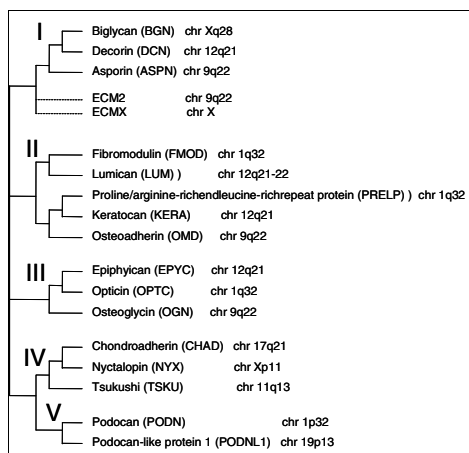 I
Biglycan (BGN) chr Xq28
Decorin (DCN) chr 12q21
Asporin (ASPN) chr 9q22
ECM2 chr 9q22
ECMX chr X
II
Fibromodulin (FMOD) chr 1q32
Lumican (LUM) ) chr 12q21-22
Proline/arginine-richendleucine-richrepeat protein (PRELP) ) chr 1q32
Keratocan (KERA) chr 12q21
Osteoadherin (OMD) chr 9q22
III
Epiphyican (EPYC) chr 12q21
Opticin (OPTC) chr 1q32
Osteoglycin (OGN) chr 9q22
IV
Chondroadherin (CHAD) chr 17q21
Nyctalopin (NYX) chr Xp11
Tsukushi (TSKU) chr 11q13
V
Podocan (PODN) chr 1p32
Podocan-like protein 1 (PODNL1) chr 19p13